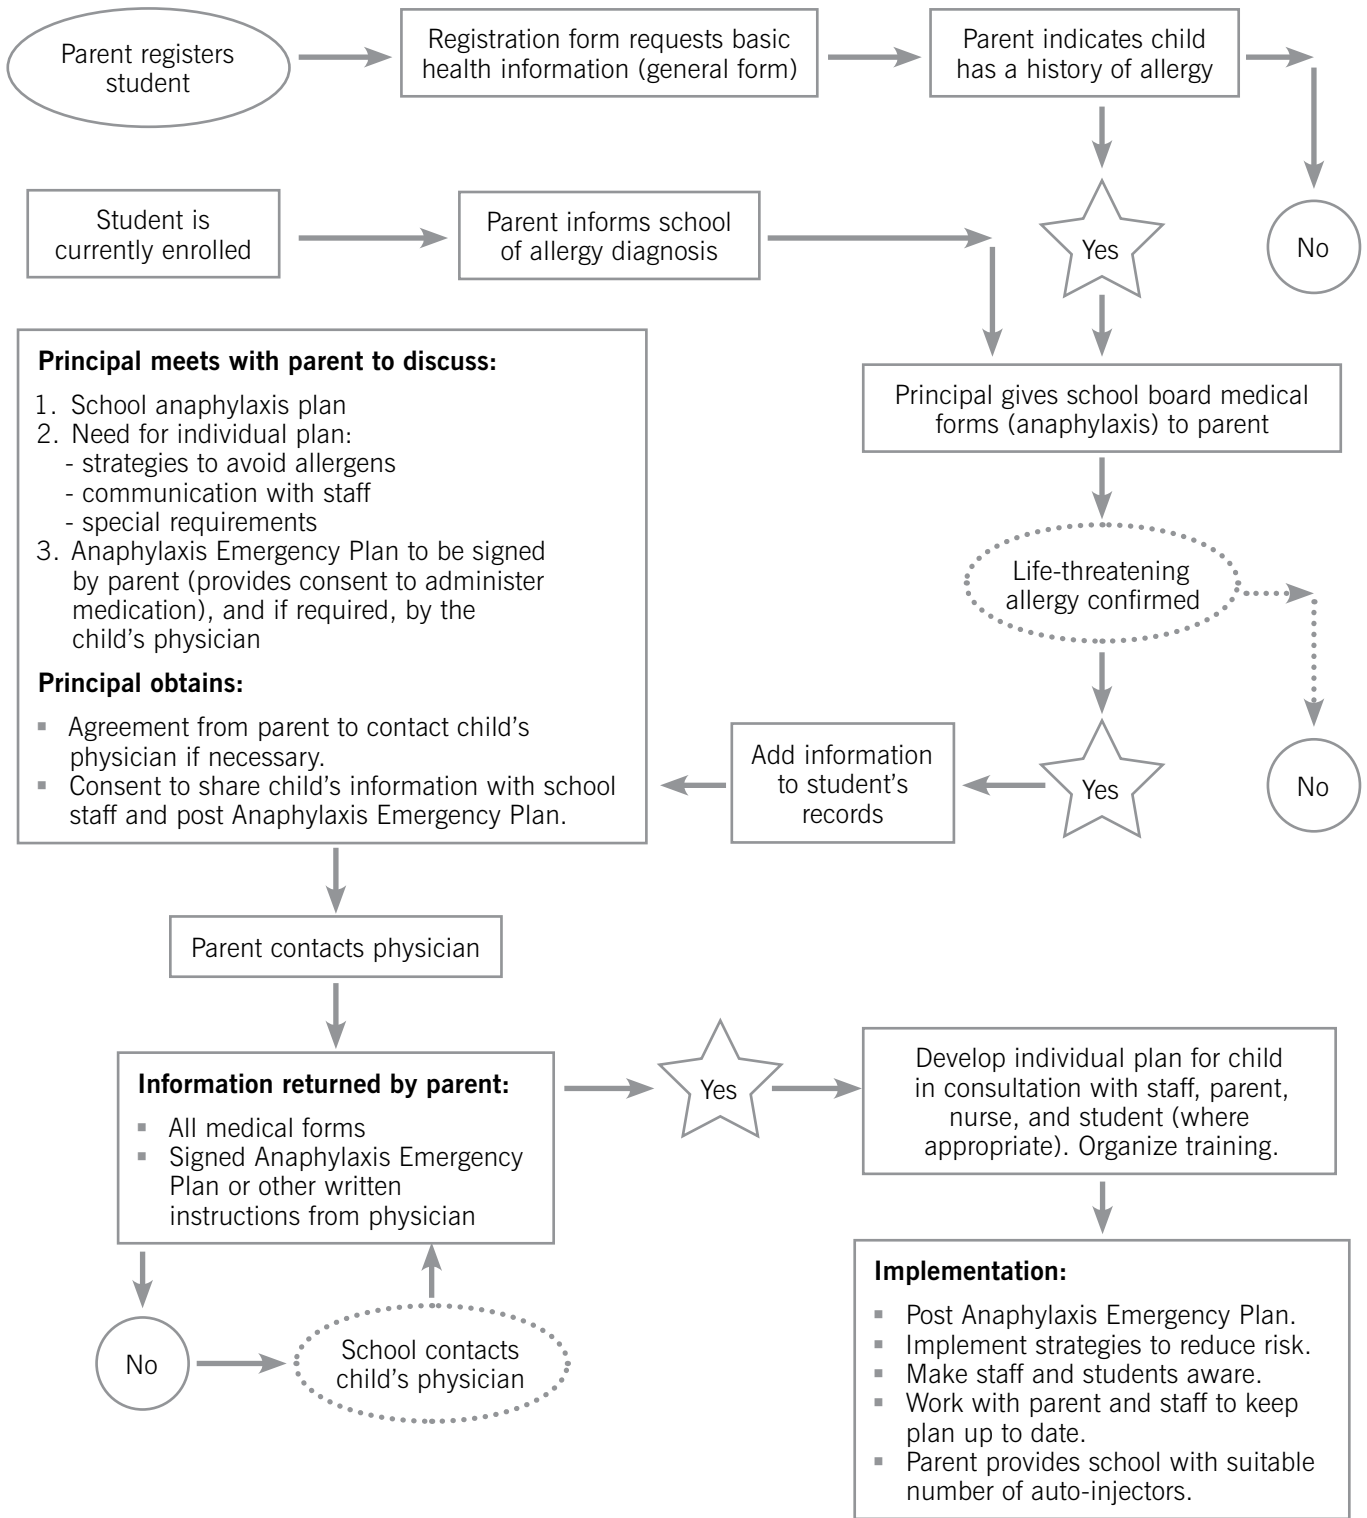 Parent registers
student
Registration form requests basic
health information (general form)
Parent indicates child
has a history of allergy
Yes
No
Student is
currently enrolled
Parent informs school
of allergy diagnosis
Principal gives school board medical
forms (anaphylaxis) to parent
Life-threatening
allergy confirmed
Yes
No
Add information
to student’s
records
Principal meets with parent to discuss:
1. School anaphylaxis plan
2. Need for individual plan:
- strategies to avoid allergens
- communication with staff
- special requirements
3. Anaphylaxis Emergency Plan to be signed
by parent (provides consent to administer
medication), and if required, by the
child’s physician
Principal obtains:
▪ Agreement from parent to contact child’s
physician if necessary.
▪ Consent to share child’s information with school
staff and post Anaphylaxis Emergency Plan.
Parent contacts physician
Information returned by parent:
▪ All medical forms
▪ Signed Anaphylaxis Emergency
Plan or other written
instructions from physician
No
School contacts
child’s physician
Yes
Develop individual plan for child
in consultation with staff, parent,
nurse, and student (where
appropriate). Organize training.
Implementation:
▪ Post Anaphylaxis Emergency Plan.
▪ Implement strategies to reduce risk.
▪ Make staff and students aware.
▪ Work with parent and staff to keep
plan up to date.
▪ Parent provides school with suitable
number of auto-injectors.